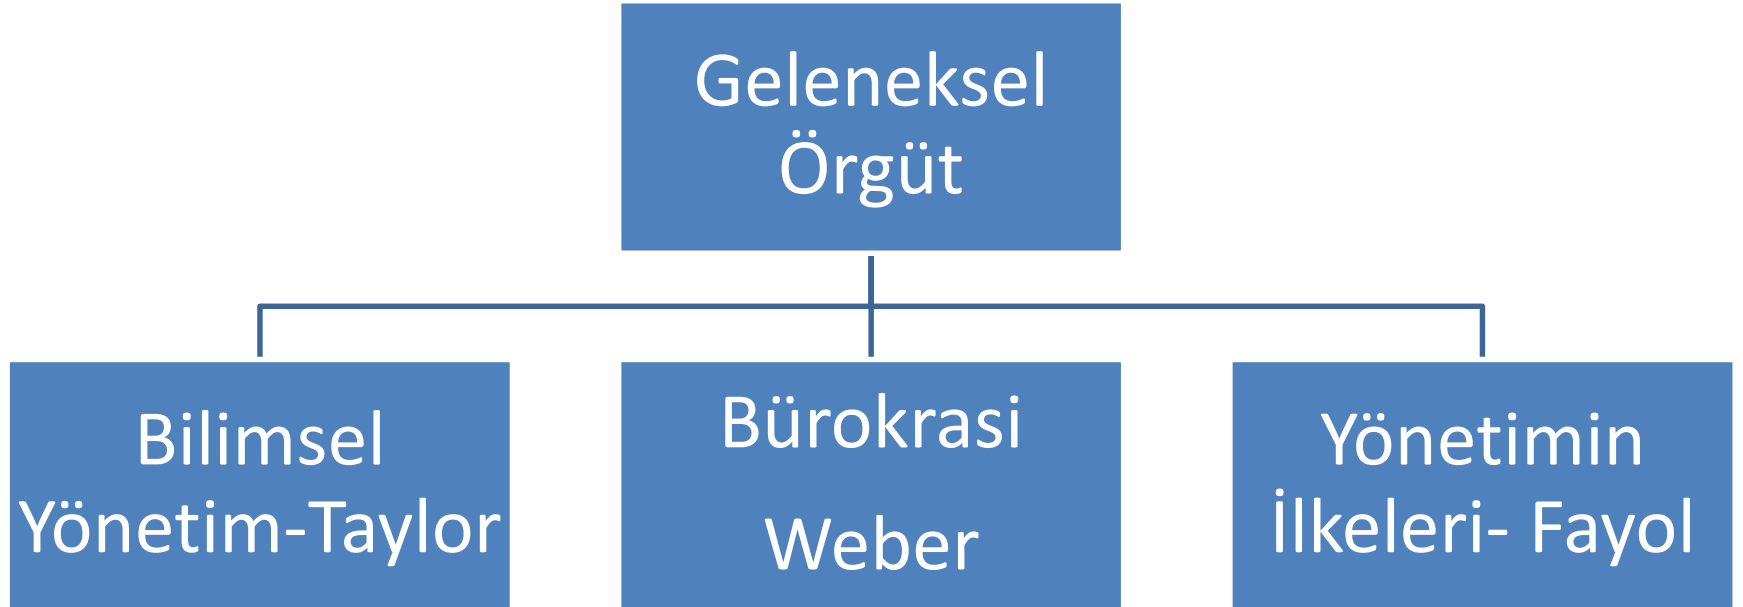 Geleneksel
Örgüt
Bilimsel
Yönetim-Taylor
Bürokrasi
Weber
Yönetimin
İlkeleri- Fayol